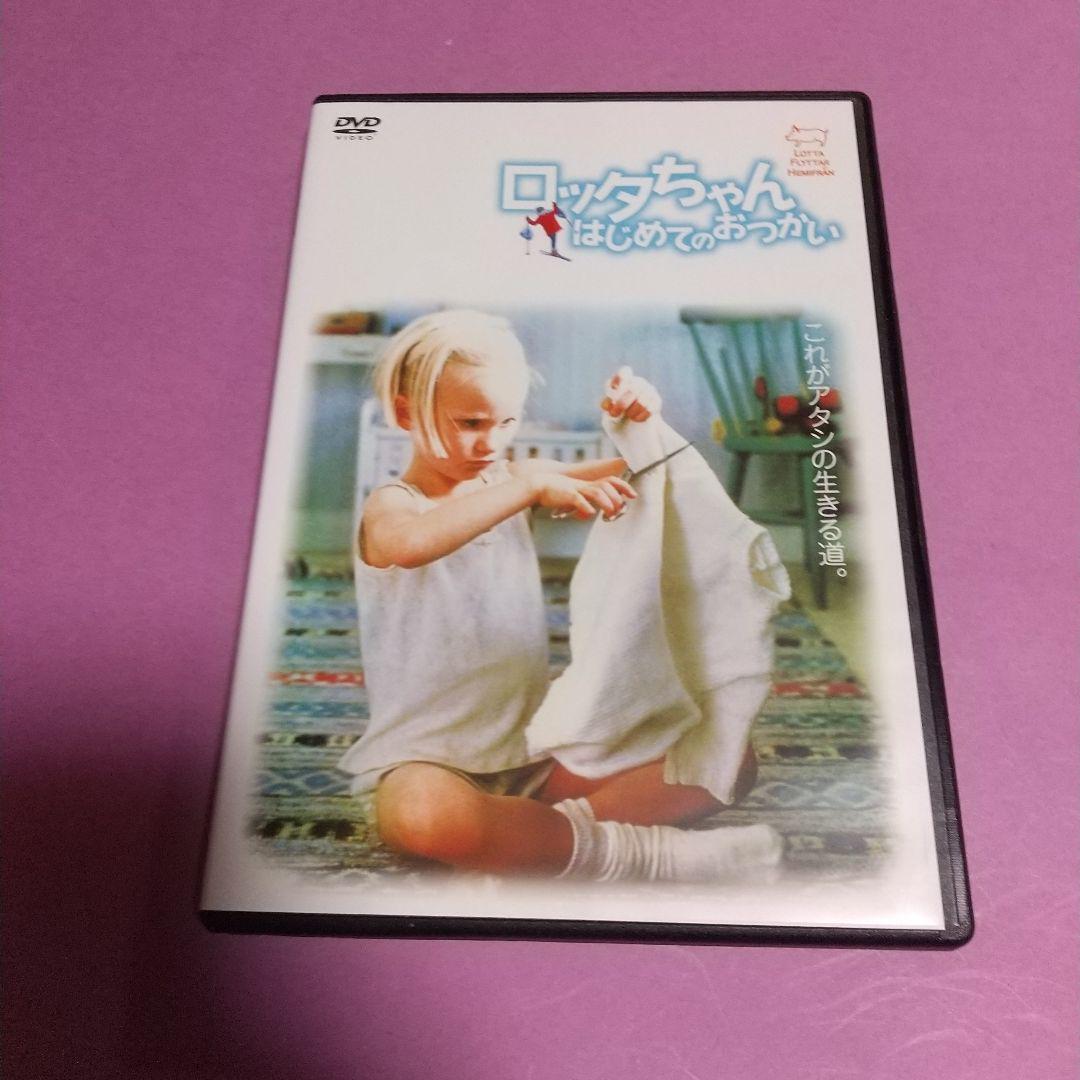 DVD
VIDEO
LOTTA
FLYTTAR
HEMIFRÅN
ロッタちゃん
はじめてのおつかい
これがアタシの生きる道。